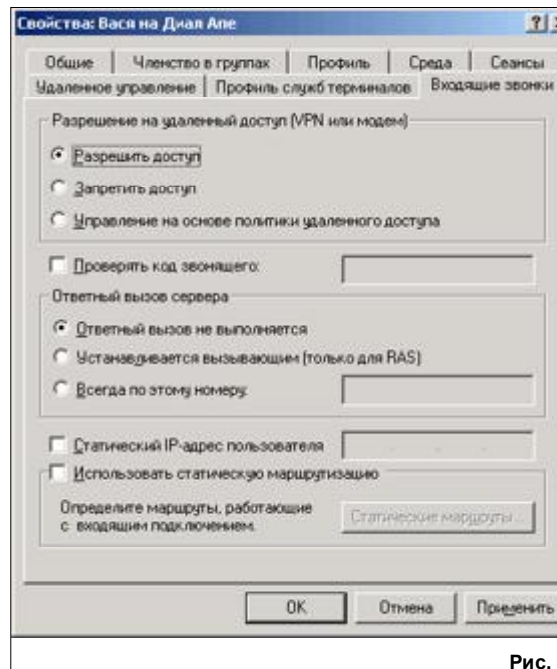 Свойства: Вася на Диал Апе
Общие Членство в группах Профиль Среда Сеансы
Удаленное управление Профиль служб терминалов Входящие звонки
Разрешение на удаленный доступ (VPN или модем)
Разрешить доступ
Запретить доступ
Управление на основе политики удаленного доступа
Проверять код звонящего:
Ответный вызов сервера
Ответный вызов не выполняется
Устанавливается вызывающим (только для RAS)
Всегда по этому номеру:
Статический IP-адрес пользователя
Использовать статическую маршрутизацию
Определите маршруты, работающие
с входящим подключением.
Статические маршруты...
OK Отмена Применить
Рис.